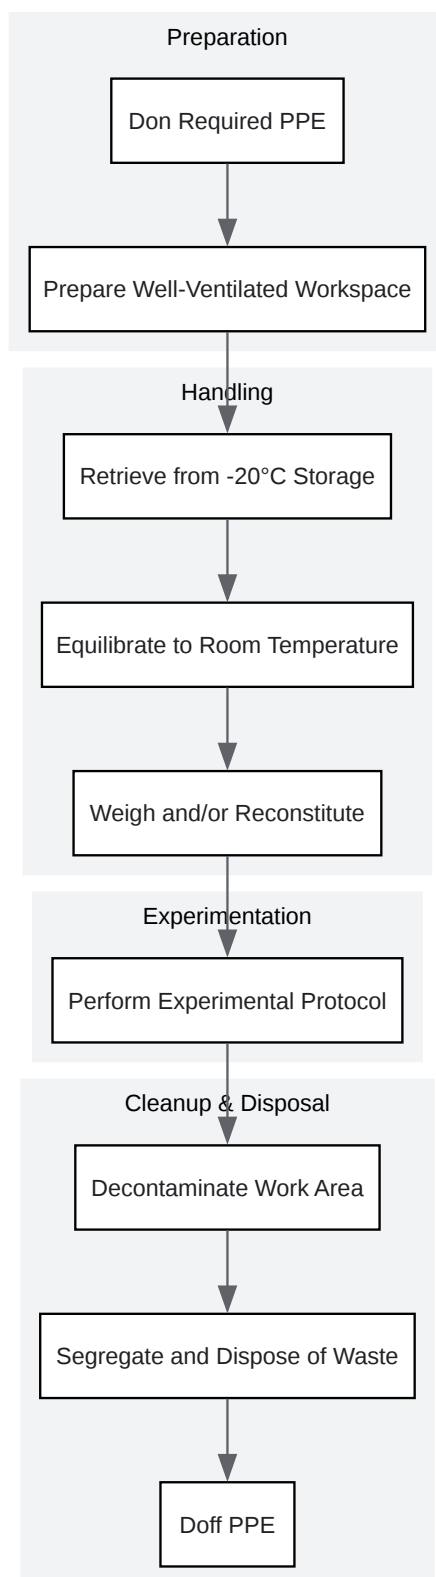 Preparation
Don Required PPE
Prepare Well-Ventilated Workspace
Handling
Retrieve from -20°C Storage
Equilibrate to Room Temperature
Weigh and/or Reconstitute
Experimentation
Perform Experimental Protocol
Cleanup & Disposal
Decontaminate Work Area
Segregate and Dispose of Waste
Doff PPE